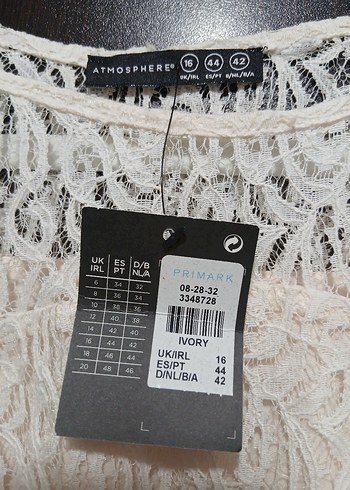 ATMOSPHERE® 16 44 42
UK/IRL ES/PT D/NL/B/A
UK IRL ES PT D/B NL/A
6 34 32
8 36 34
10 38 36
12 40 38
14 42 40
16 44 42
18 46 44
20 48 46
PRIMARK
08-28-32
3348728
IVORY
UK/IRL 16
ES/PT 44
D/NL/B/A 42